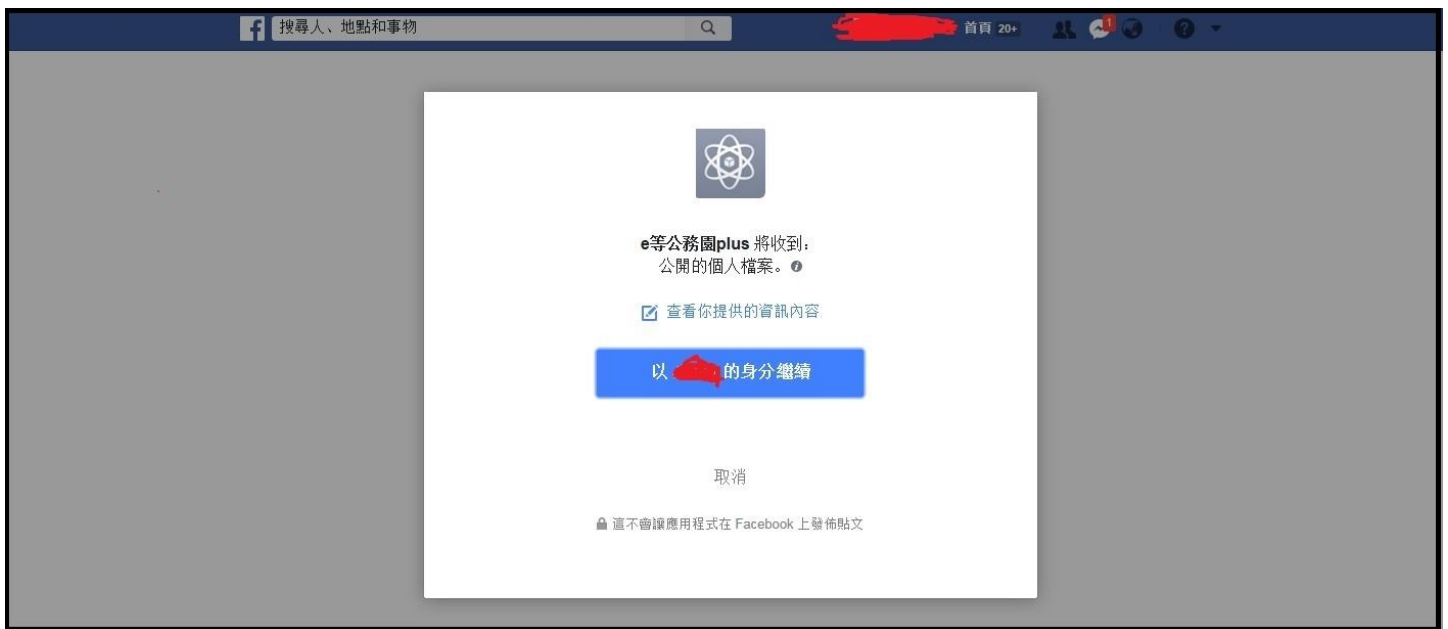 搜尋人、地點和事物
首頁 20+
1
e等公務園plus 將收到：
公開的個人檔案。
查看你提供的資訊內容
以 的身分繼續
取消
這不會讓應用程式在 Facebook 上發佈貼文